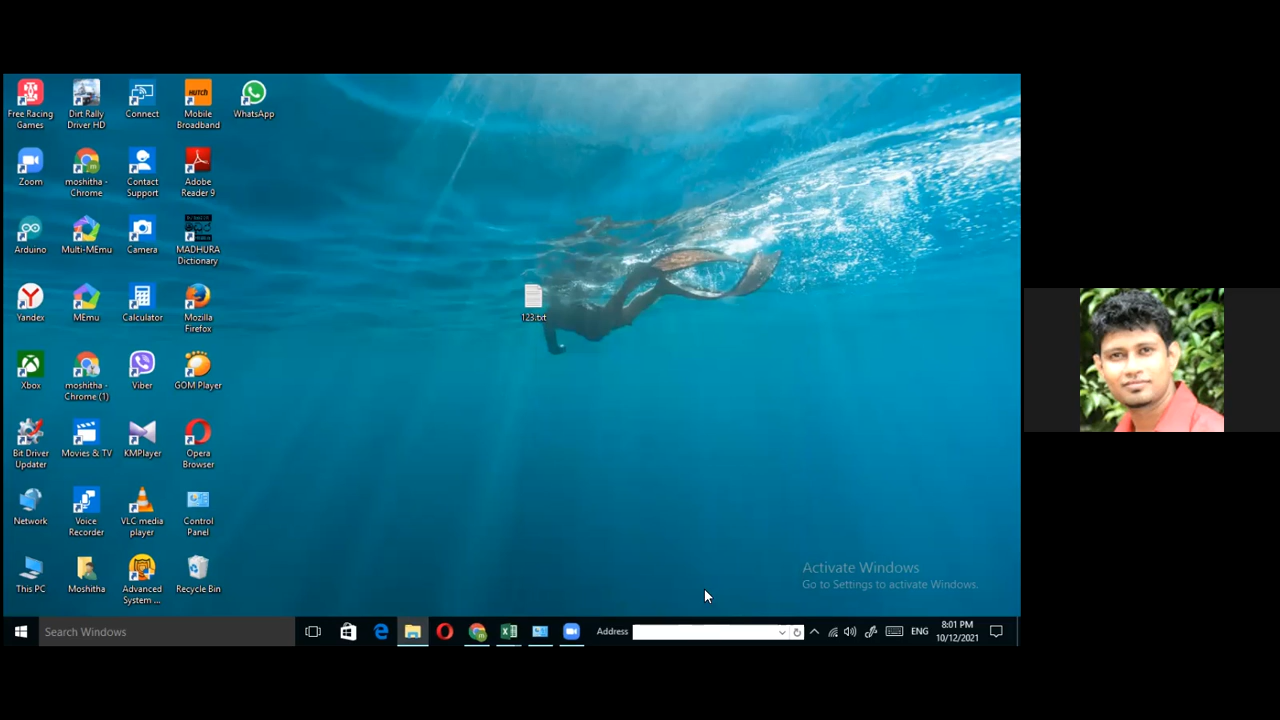 Free Racing
Games
Dirt Rally
Driver HD
Connect
HUTCH
Mobile
Broadband
WhatsApp
Zoom
moshitha -
Chrome
Contact
Support
Adobe
Reader 9
Arduino
Multi-MEmu
Camera
MADHURA
Dictionary
Yandex
MEmu
Calculator
Mozilla
Firefox
123.txt
Xbox
moshitha -
Chrome (1)
Viber
GOM Player
Bit Driver
Updater
Movies & TV
KMPlayer
Opera
Browser
Network
Voice
Recorder
VLC media
player
Control
Panel
This PC
Moshitha
Advanced
System ...
Recycle Bin
Activate Windows
Go to Settings to activate Windows.
Search Windows
Address
ENG
8:01 PM
10/12/2021